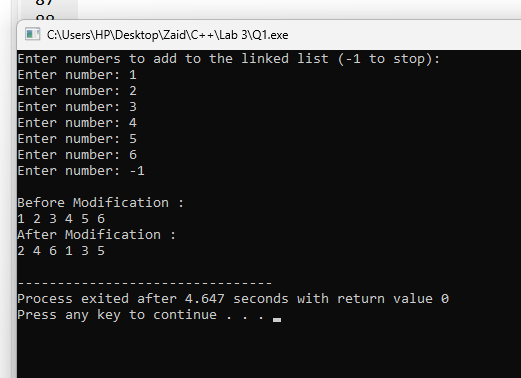 87
C:\Users\HP\Desktop\Zaid\C++\Lab 3\Q1.exe
Enter numbers to add to the linked list (-1 to stop):
Enter number: 1
Enter number: 2
Enter number: 3
Enter number: 4
Enter number: 5
Enter number: 6
Enter number: -1
Before Modification :
1 2 3 4 5 6
After Modification :
2 4 6 1 3 5
--------------------------------
Process exited after 4.647 seconds with return value 0
Press any key to continue . . .